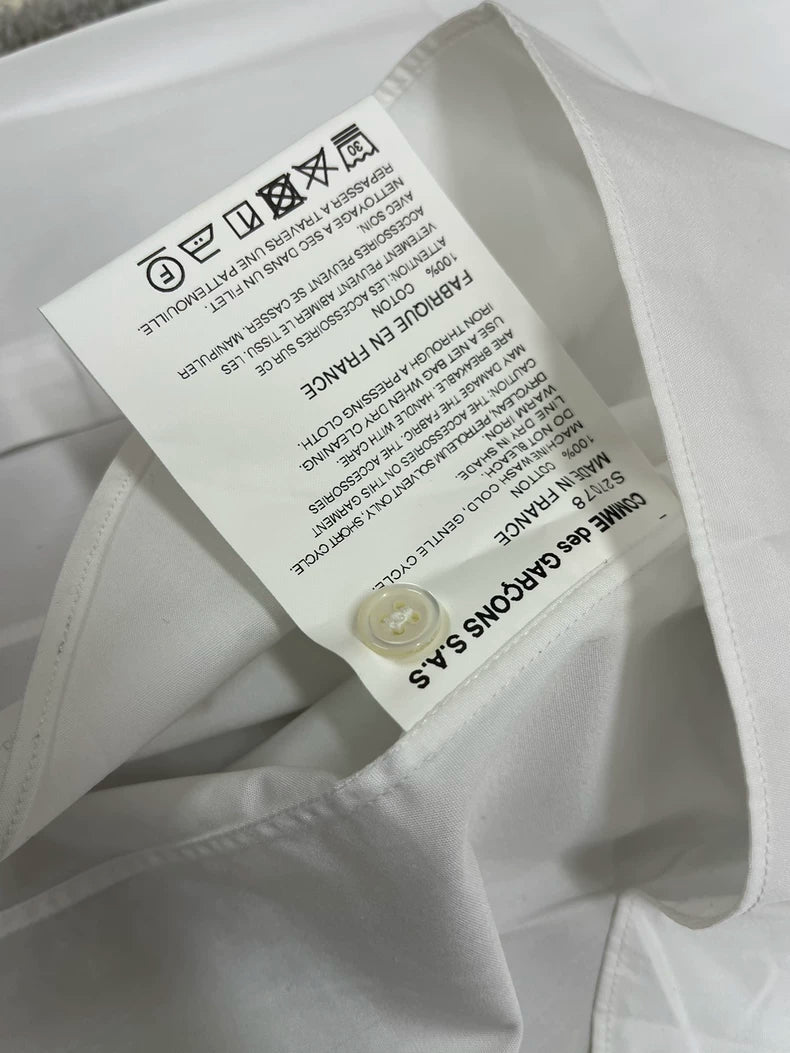 COMME des GARÇONS S.A.S
S27078
MADE IN FRANCE
100% COTTON
MACHINE WASH COLD, GENTLE CYCLE.
DO NOT BLEACH.
LINE DRY IN SHADE.
WARM IRON.
DRYCLEAN, PETROLEUM SOLVENT ONLY, SHORT CYCLE.
CAUTION: THE ACCESSORIES ON THIS GARMENT
MAY DAMAGE THE FABRIC. THE ACCESSORIES
ARE BREAKABLE. HANDLE WITH CARE.
USE A NET BAG WHEN DRY CLEANING.
IRON THROUGH A PRESSING CLOTH.
FABRIQUE EN FRANCE
100% COTTON
ATTENTION: LES ACCESSOIRES SUR CE
VETEMENT PEUVENT ABIMER LE TISSU. LES
ACCESSOIRES PEUVENT SE CASSER. MANIPULER
AVEC SOIN.
NETTOYAGE A SEC DANS UN FILET.
REPASSER A TRAVERS UNE PATTEMOUILLE.
30 F